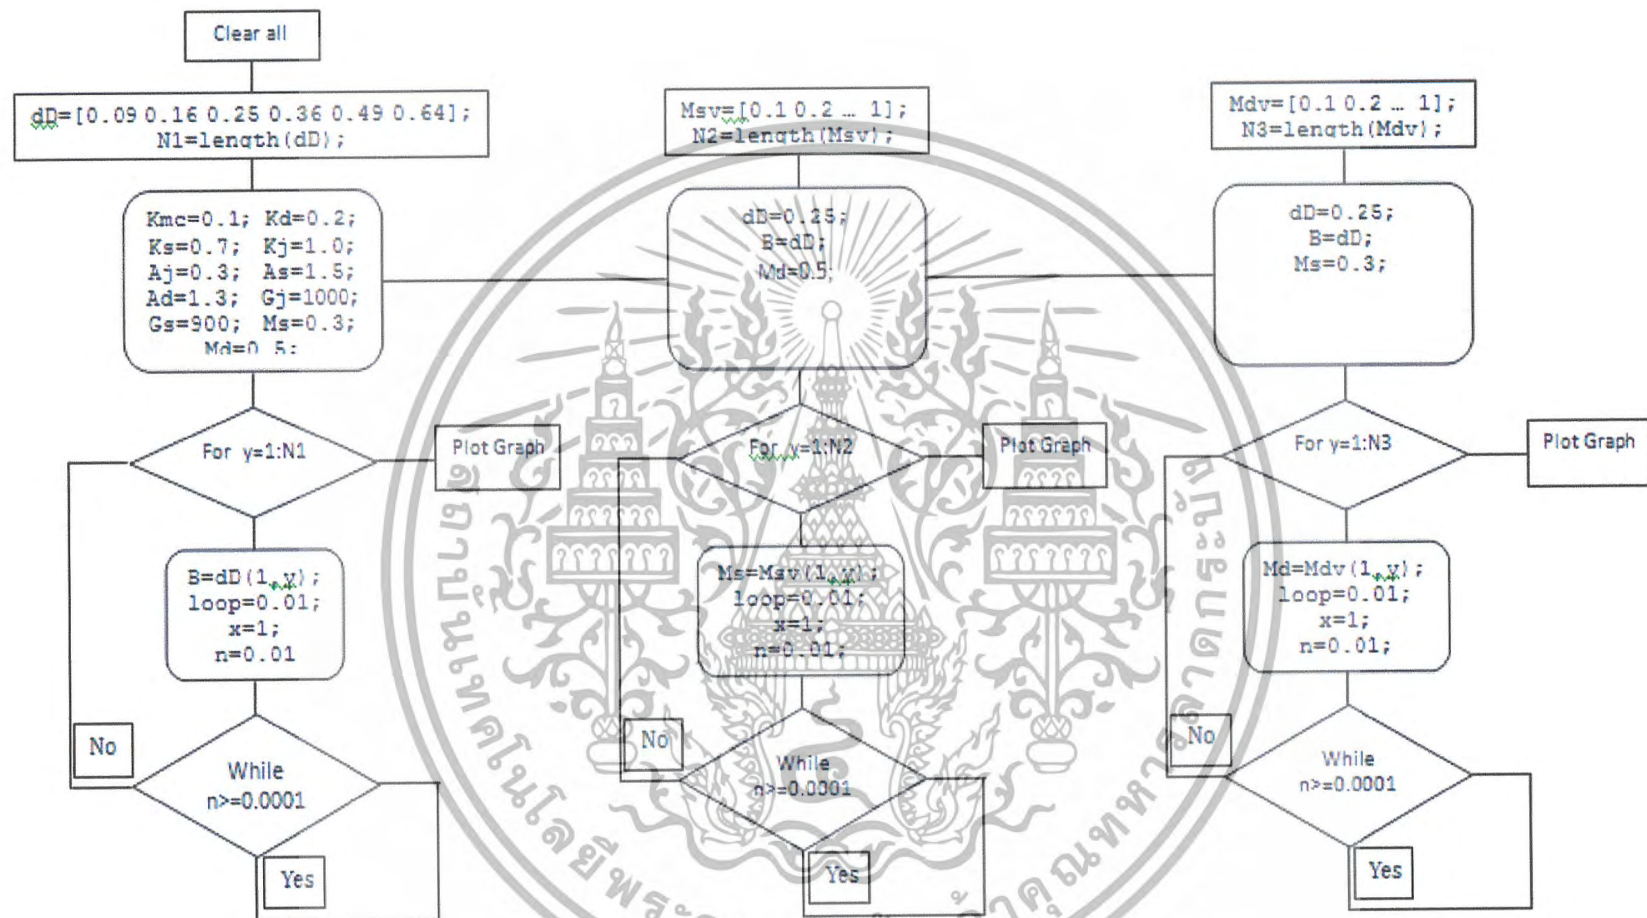 Clear all
dD=[0.09 0.16 0.25 0.36 0.49 0.64];
N1=length(dD);
Kmc=0.1; Kd=0.2;
Ks=0.7; Kj=1.0;
Aj=0.3; As=1.5;
Ad=1.3; Gj=1000;
Gs=900; Ms=0.3;
Md=0.5;
For y=1:N1
Plot Graph
B=dD(1,y);
loop=0.01;
x=1;
n=0.01
No
While
n>=0.0001
Yes
Msv=[0.1 0.2 … 1];
N2=length(Msv);
dD=0.25;
B=dD;
Md=0.5;
For y=1:N2
Plot Graph
Ms=Msv(1,y);
loop=0.01;
x=1;
n=0.01;
No
While
n>=0.0001
Yes
Mdv=[0.1 0.2 … 1];
N3=length(Mdv);
dD=0.25;
B=dD;
Ms=0.3;
For y=1:N3
Plot Graph
Md=Mdv(1,y);
loop=0.01;
x=1;
n=0.01;
No
While
n>=0.0001
Yes